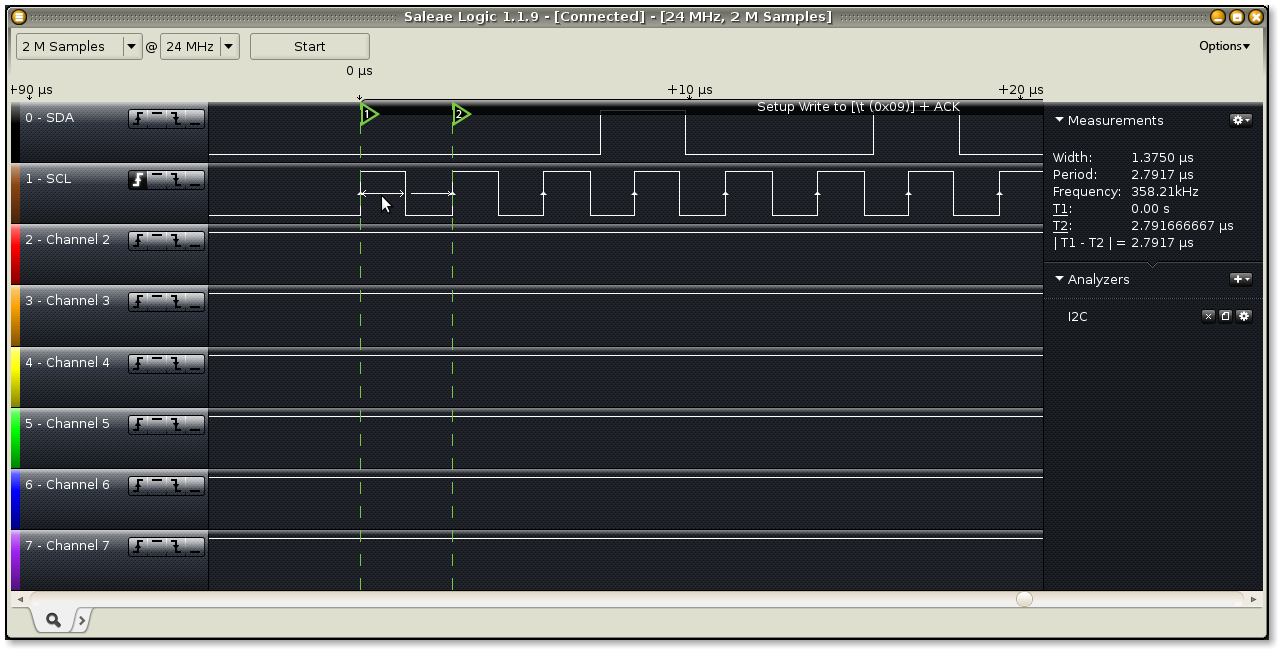 Saleae Logic 1.1.9 - [Connected] - [24 MHz, 2 M Samples]
2 M Samples @ 24 MHz Start Options▾
0 µs
+90 µs +10 µs +20 µs
Setup Write to [\t (0x09)] + ACK
0 - SDA 1 2
1 - SCL
2 - Channel 2
3 - Channel 3
4 - Channel 4
5 - Channel 5
6 - Channel 6
7 - Channel 7
Measurements
Width: 1.3750 µs
Period: 2.7917 µs
Frequency: 358.21kHz
T1: 0.00 s
T2: 2.791666667 µs
| T1 - T2 | = 2.7917 µs
Analyzers
I2C